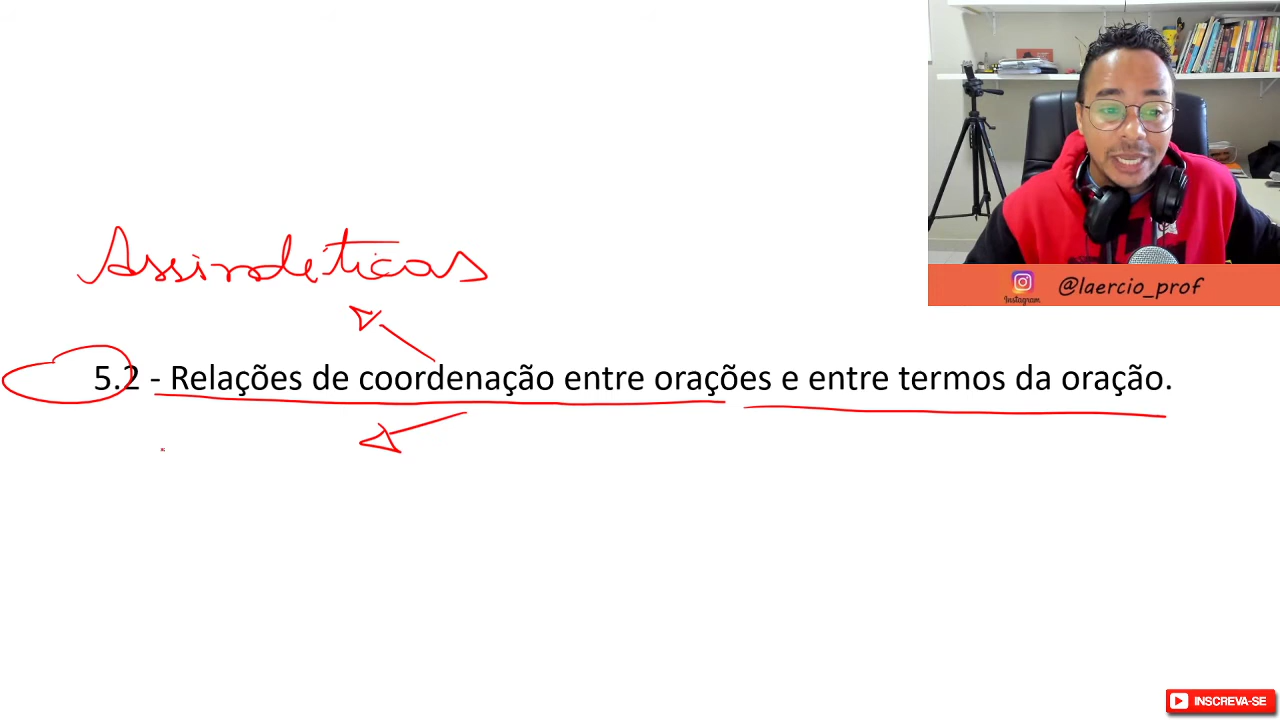 Assindéticas
5.2 - Relações de coordenação entre orações e entre termos da oração.
Instagram
@laercio_prof
INSCREVA-SE